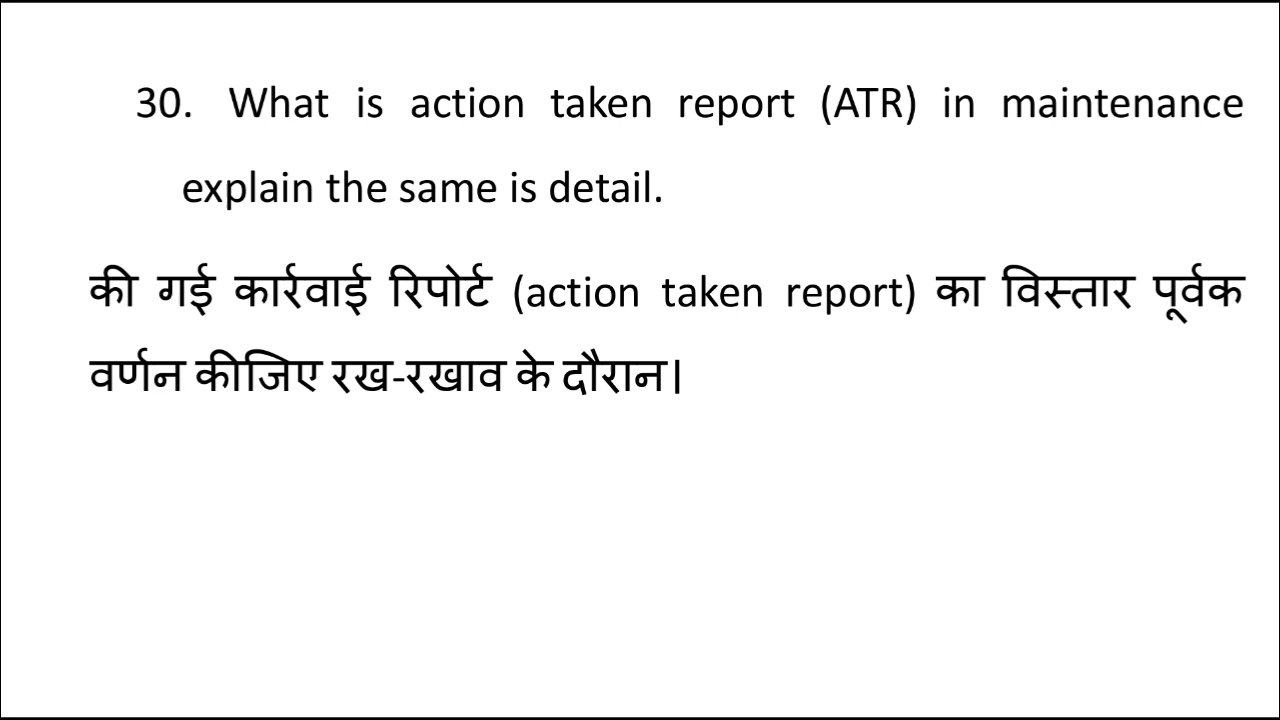 30. What is action taken report (ATR) in maintenance
explain the same is detail.
की गई कार्रवाई रिपोर्ट (action taken report) का विस्तार पूर्वक
वर्णन कीजिए रख-रखाव के दौरान।